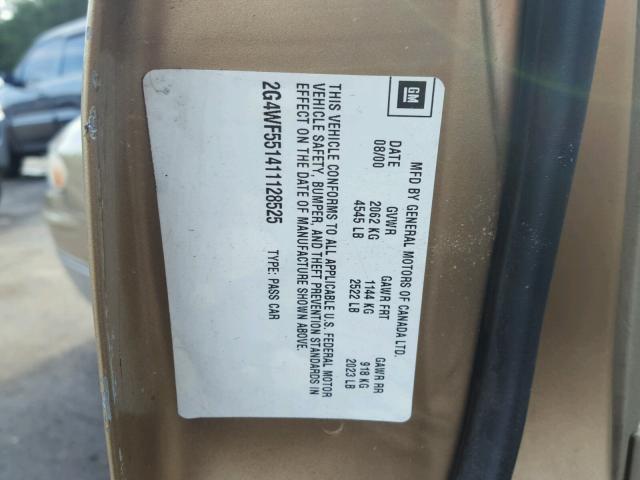 GM
MFD BY GENERAL MOTORS OF CANADA LTD.
DATE GVWR GAWR FRT GAWR RR
08/00 2062 KG 1144 KG 918 KG
4545 LB 2522 LB 2023 LB
THIS VEHICLE CONFORMS TO ALL APPLICABLE U.S. FEDERAL MOTOR
VEHICLE SAFETY, BUMPER, AND THEFT PREVENTION STANDARDS IN
EFFECT ON THE DATE OF MANUFACTURE SHOWN ABOVE.
2G4WF551411128525 TYPE: PASS CAR